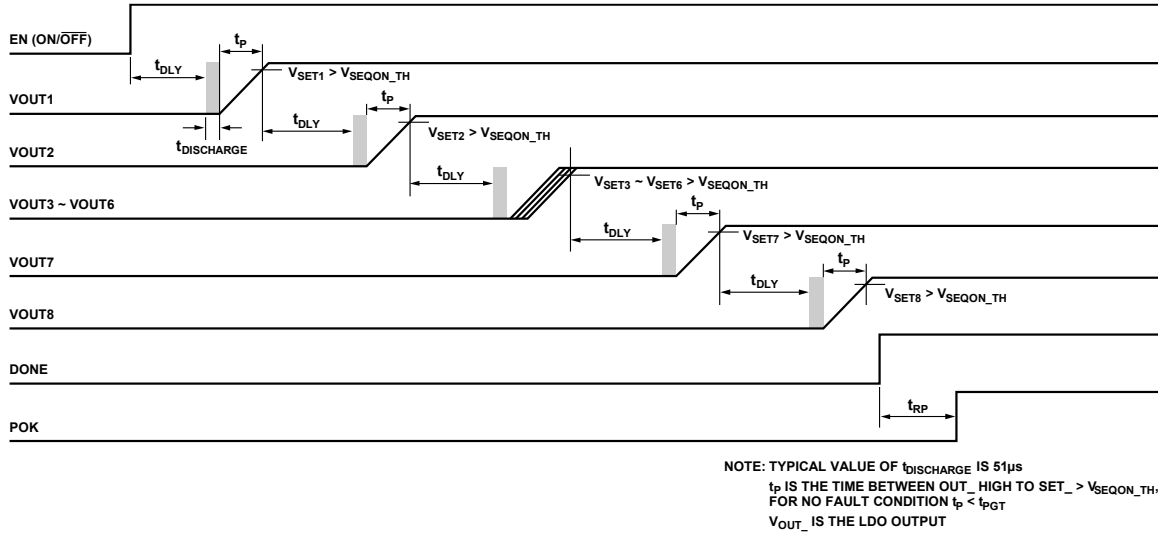 EN (ON/OFF)
tP
tDLY
VSET1 > VSEQON_TH
VOUT1
tP
tDISCHARGE
tDLY
VSET2 > VSEQON_TH
VOUT2
tDLY
VSET3 ~ VSET6 > VSEQON_TH
VOUT3 ~ VOUT6
tP
tDLY
VSET7 > VSEQON_TH
VOUT7
tP
tDLY
VSET8 > VSEQON_TH
VOUT8
DONE
tRP
POK
NOTE: TYPICAL VALUE OF tDISCHARGE IS 51µs
tP IS THE TIME BETWEEN OUT_ HIGH TO SET_ > VSEQON_TH,
FOR NO FAULT CONDITION tP < tPGT
VOUT_ IS THE LDO OUTPUT